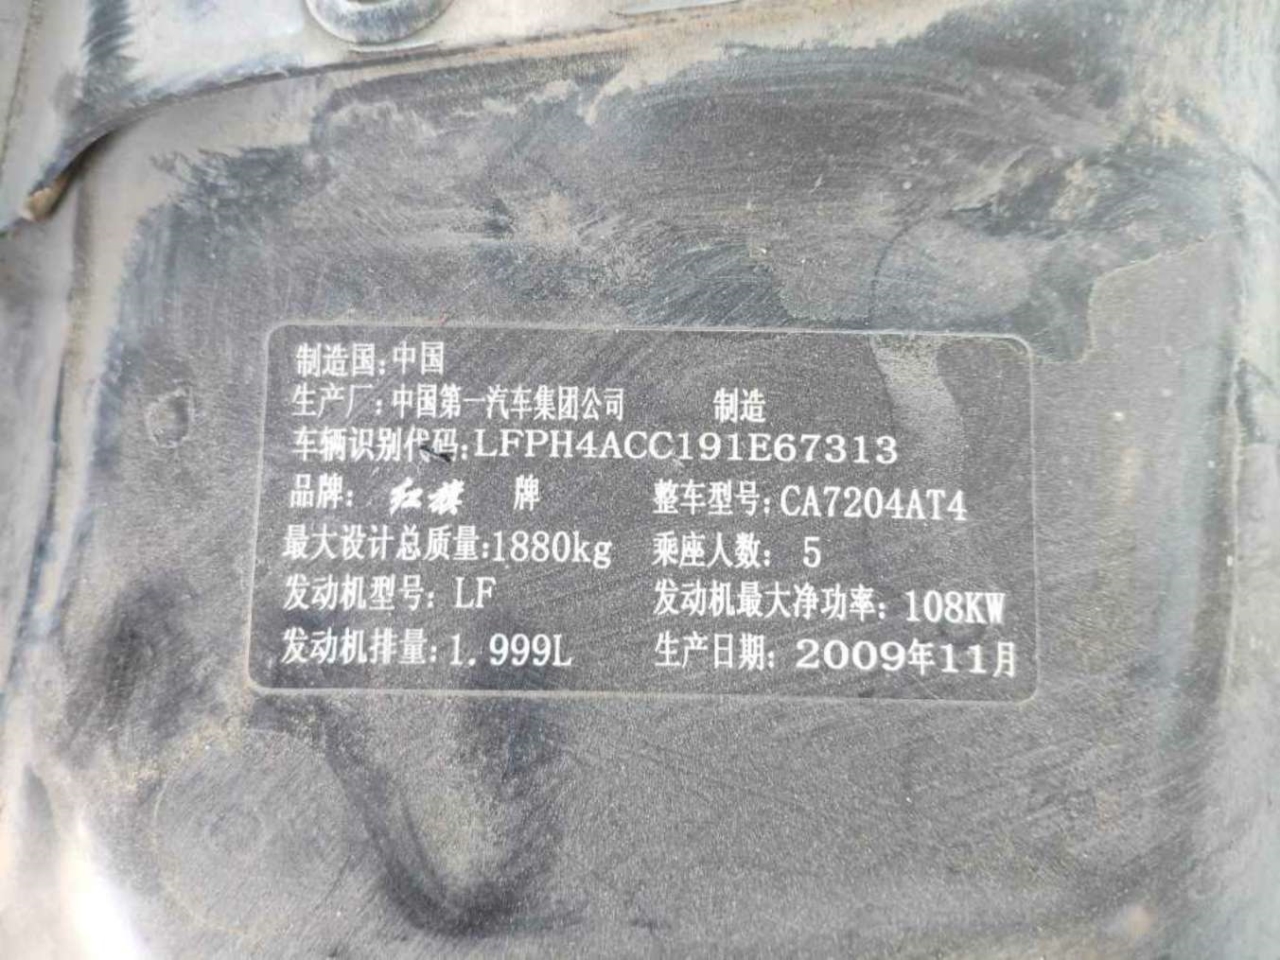 制造国:中国
生产厂:中国第一汽车集团公司 制造
车辆识别代码:LFPH4ACC191E67313
品牌: 红旗 牌 整车型号:CA7204AT4
最大设计总质量:1880kg 乘座人数: 5
发动机型号: LF 发动机最大净功率: 108KW
发动机排量:1.999L 生产日期: 2009年11月